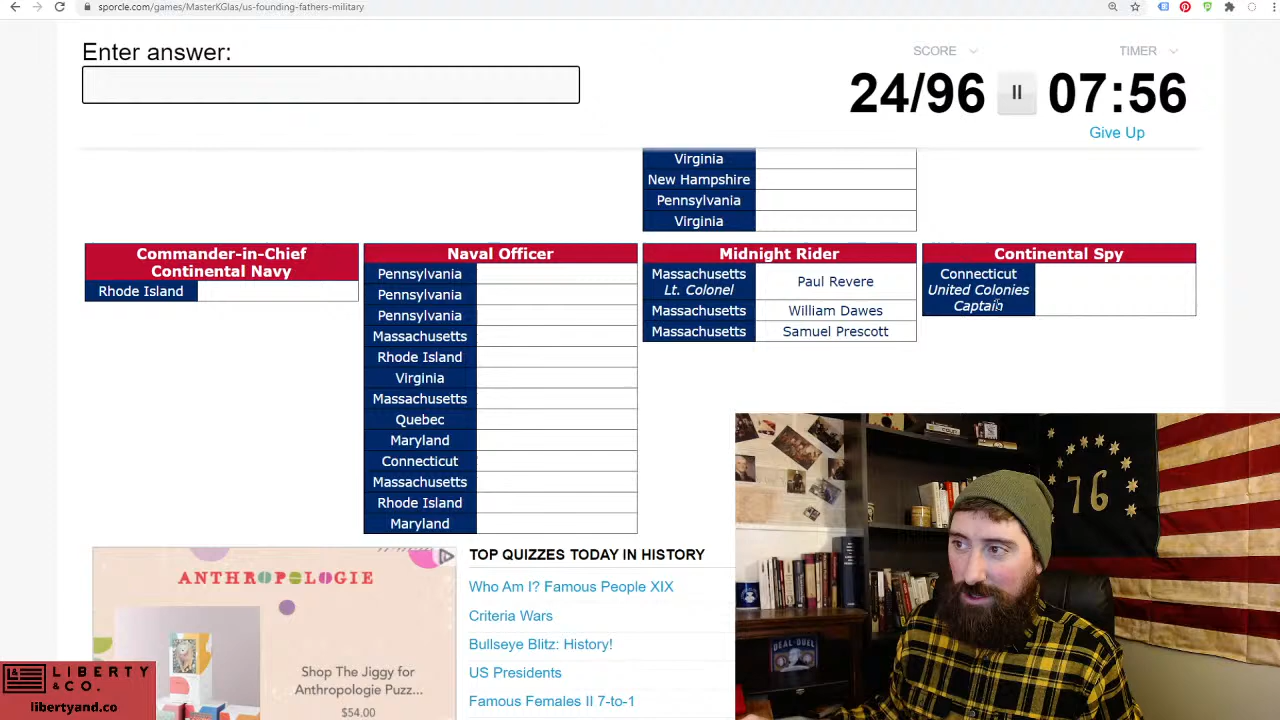 sporcle.com/games/MasterKGlas/us-founding-fathers-military
Enter answer:
SCORE
TIMER
24/96
07:56
Give Up
Virginia
New Hampshire
Pennsylvania
Virginia
Commander-in-Chief
Continental Navy
Rhode Island
Naval Officer
Pennsylvania
Pennsylvania
Pennsylvania
Massachusetts
Rhode Island
Virginia
Massachusetts
Quebec
Maryland
Connecticut
Massachusetts
Rhode Island
Maryland
Midnight Rider
Massachusetts
Lt. Colonel
Paul Revere
Massachusetts William Dawes
Massachusetts Samuel Prescott
Continental Spy
Connecticut
United Colonies
Captain
ANTHROPOLOGIE
Shop The Jiggy for
Anthropologie Puzz...
$54.00
TOP QUIZZES TODAY IN HISTORY
Who Am I? Famous People XIX
Criteria Wars
Bullseye Blitz: History!
US Presidents
Famous Females II 7-to-1
LIBERTY
& CO.
libertyand.co
76
DEAL-DUEL